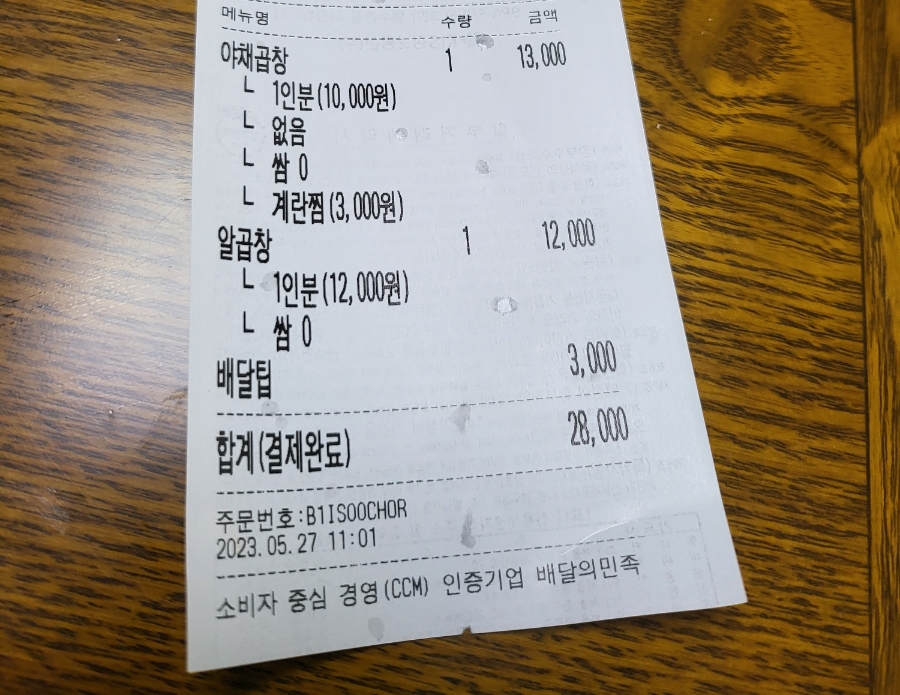 메뉴명 수량 금액
야채곱창 1 13,000
└ 1인분(10,000원)
└ 없음
└ 쌈 0
└ 계란찜(3,000원)
알곱창 1 12,000
└ 1인분(12,000원)
└ 쌈 0
배달팁 3,000
합계(결제완료) 28,000
주문번호:B1IS00CHOR
2023.05.27 11:01
소비자 중심 경영(CCM) 인증기업 배달의민족